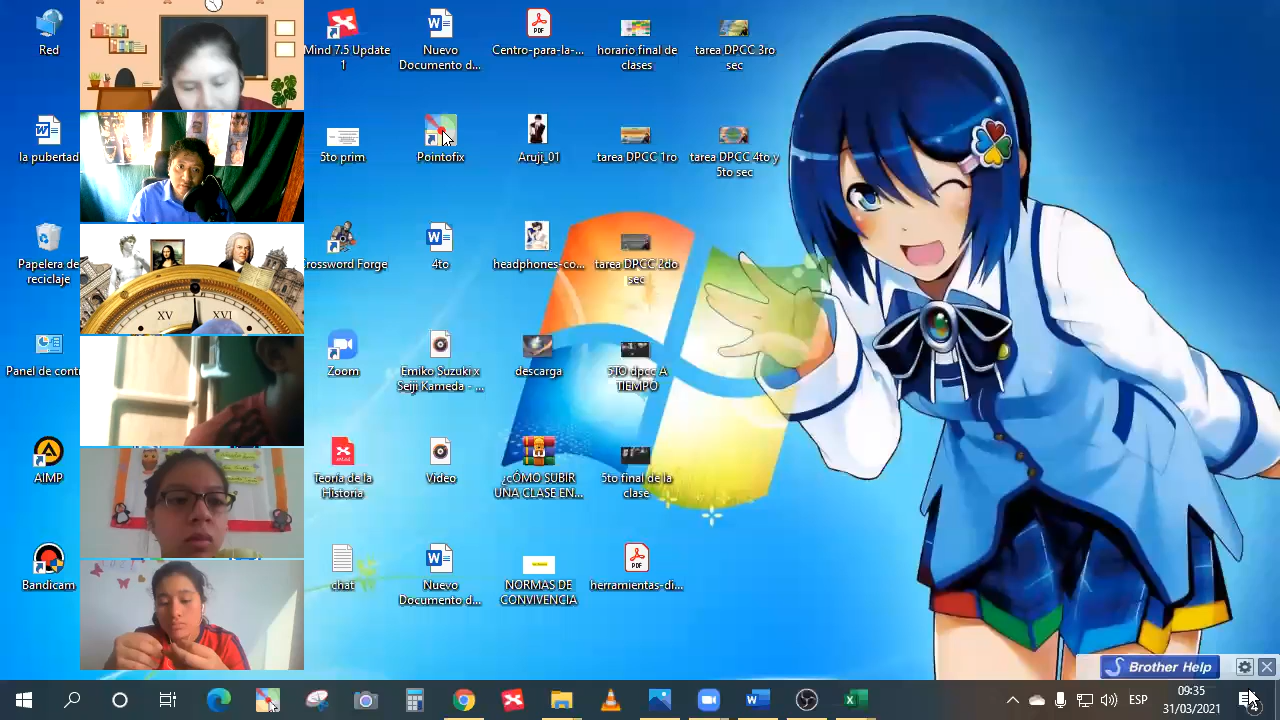 Red
Mind 7.5 Update
1
Nuevo
Documento d...
Centro-para-la-...
horario final de
clases
tarea DPCC 3ro
sec
la pubertad
5to prim
Pointofix
Aruji_01
tarea DPCC 1ro
tarea DPCC 4to y
5to sec
Papelera de
reciclaje
Crossword Forge
4to
headphones-co...
tarea DPCC 2do
sec
XV
XVI
Panel de contr
Zoom
Emiko Suzuki x
Seiji Kameda - ...
descarga
5TO dpcc A
TIEMPO
AIMP
Teoría de la
Historia
Video
¿CÓMO SUBIR
UNA CLASE EN...
5to final de la
clase
Bandicam
chat
Nuevo
Documento d...
NORMAS DE
CONVIVENCIA
herramientas-di...
Brother Help
ESP
31/03/2021